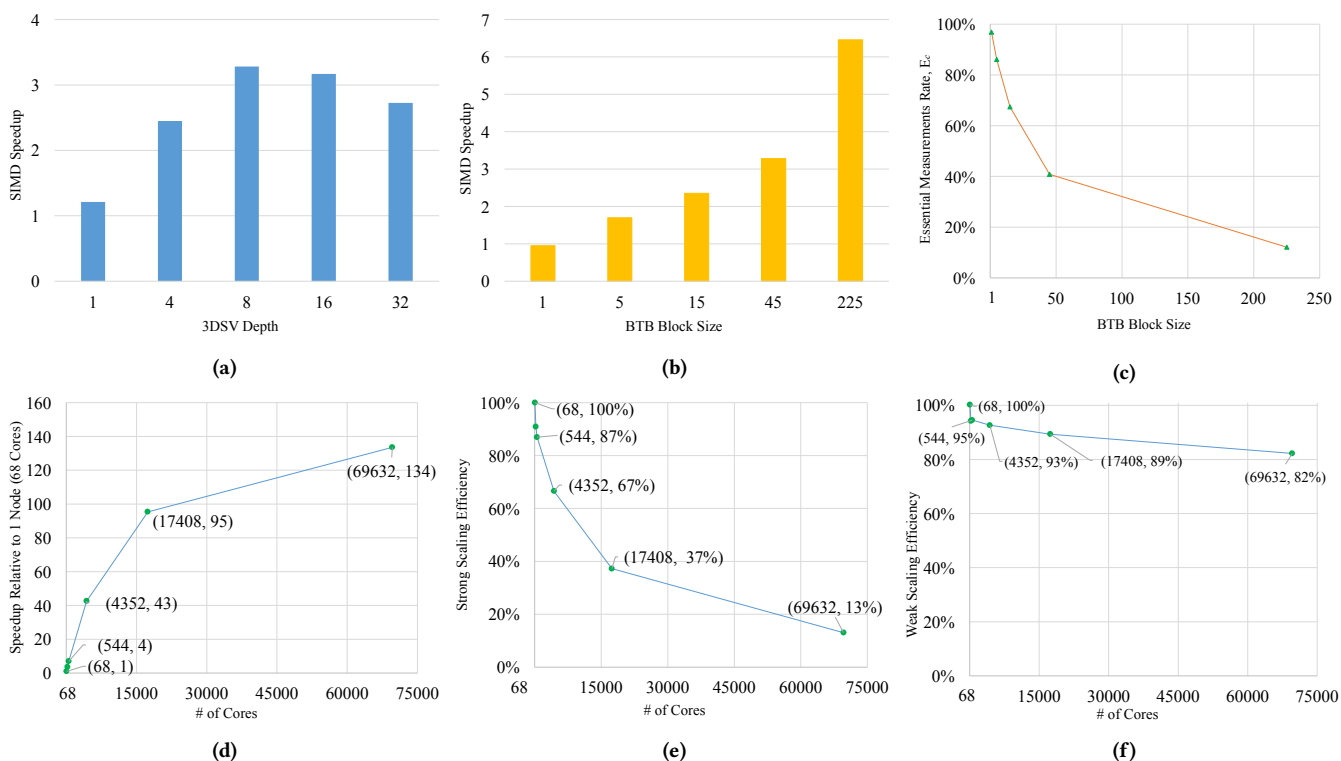 4
3
2
1
0
SIMD Speedup
1 4 8 16 32
3DSV Depth
(a)
7
6
5
4
3
2
1
0
SIMD Speedup
1 5 15 45 225
BTB Block Size
(b)
100%
80%
60%
40%
20%
0%
Essential Measurements Rate, Ec
1 50 100 150 200 250
BTB Block Size
(c)
160
140
120
100
80
60
40
20
0
Speedup Relative to 1 Node (68 Cores)
(69632, 134)
(17408, 95)
(4352, 43)
(544, 4)
(68, 1)
68 15000 30000 45000 60000 75000
# of Cores
(d)
100%
80%
60%
40%
20%
0%
Strong Scaling Efficiency
(68, 100%)
(544, 87%)
(4352, 67%)
(17408, 37%)
(69632, 13%)
68 15000 30000 45000 60000 75000
# of Cores
(e)
100%
80%
60%
40%
20%
0%
Weak Scaling Efficiency
(68, 100%)
(544, 95%)
(4352, 93%)
(17408, 89%)
(69632, 82%)
68 15000 30000 45000 60000 75000
# of Cores
(f)